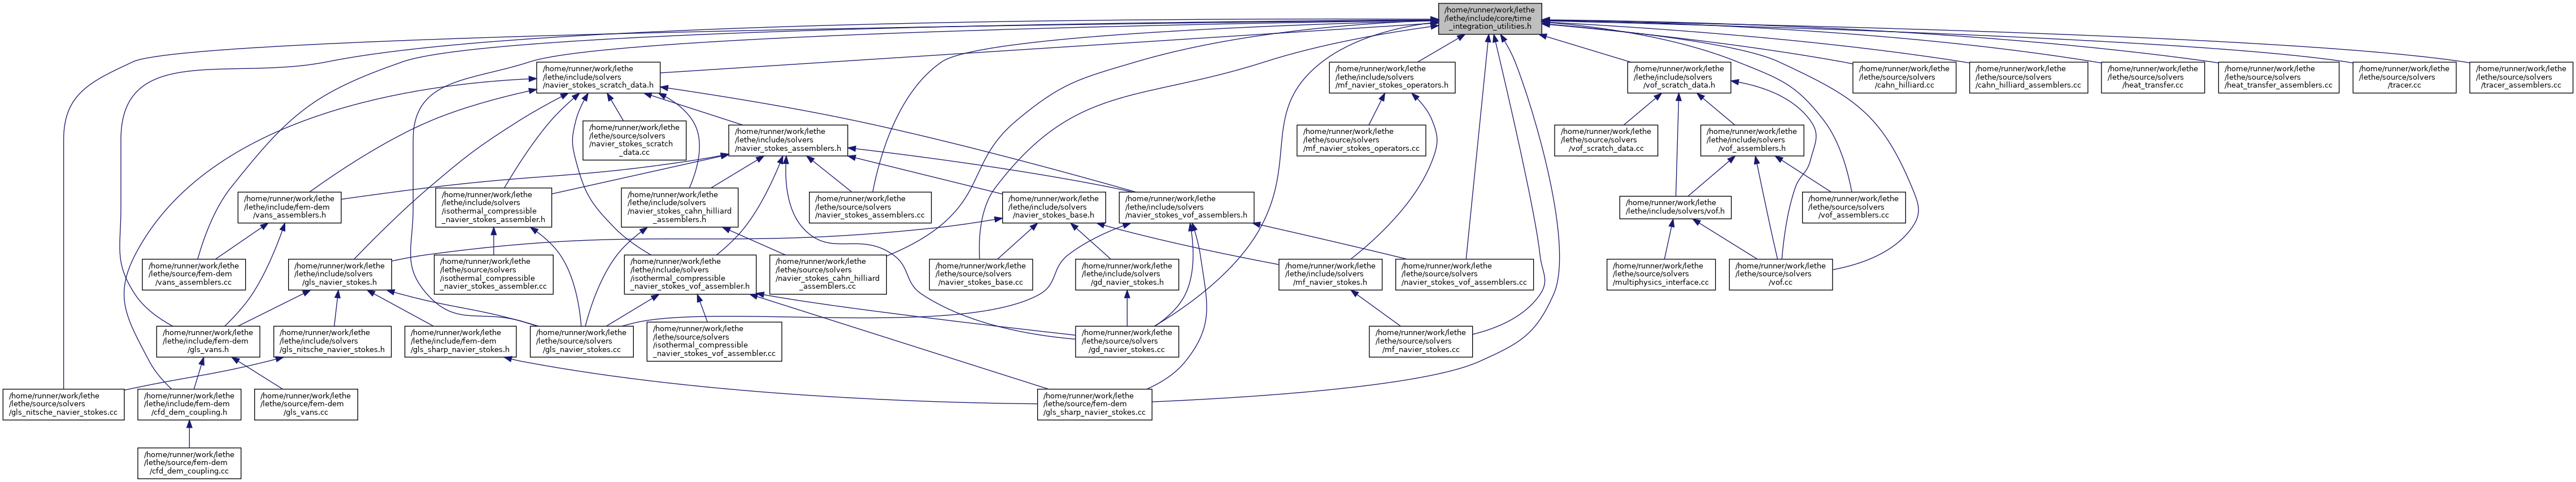 /home/runner/work/lethe
/lethe/include/core/time
_integration_utilities.h
/home/runner/work/lethe
/lethe/include/solvers
/navier_stokes_scratch_data.h
/home/runner/work/lethe
/lethe/include/solvers
/mf_navier_stokes_operators.h
/home/runner/work/lethe
/lethe/include/solvers
/vof_scratch_data.h
/home/runner/work/lethe
/lethe/source/solvers
/cahn_hilliard.cc
/home/runner/work/lethe
/lethe/source/solvers
/cahn_hilliard_assemblers.cc
/home/runner/work/lethe
/lethe/source/solvers
/heat_transfer.cc
/home/runner/work/lethe
/lethe/source/solvers
/heat_transfer_assemblers.cc
/home/runner/work/lethe
/lethe/source/solvers
/tracer.cc
/home/runner/work/lethe
/lethe/source/solvers
/tracer_assemblers.cc
/home/runner/work/lethe
/lethe/source/solvers
/navier_stokes_scratch
_data.cc
/home/runner/work/lethe
/lethe/include/solvers
/navier_stokes_assemblers.h
/home/runner/work/lethe
/lethe/source/solvers
/mf_navier_stokes_operators.cc
/home/runner/work/lethe
/lethe/source/solvers
/vof_scratch_data.cc
/home/runner/work/lethe
/lethe/include/solvers
/vof_assemblers.h
/home/runner/work/lethe
/lethe/include/fem-dem
/vans_assemblers.h
/home/runner/work/lethe
/lethe/include/solvers
/isothermal_compressible
_navier_stokes_assembler.h
/home/runner/work/lethe
/lethe/include/solvers
/navier_stokes_cahn_hilliard
_assemblers.h
/home/runner/work/lethe
/lethe/source/solvers
/navier_stokes_assemblers.cc
/home/runner/work/lethe
/lethe/include/solvers
/navier_stokes_base.h
/home/runner/work/lethe
/lethe/include/solvers
/navier_stokes_vof_assemblers.h
/home/runner/work/lethe
/lethe/include/solvers/vof.h
/home/runner/work/lethe
/lethe/source/solvers
/vof_assemblers.cc
/home/runner/work/lethe
/lethe/source/fem-dem
/vans_assemblers.cc
/home/runner/work/lethe
/lethe/include/solvers
/gls_navier_stokes.h
/home/runner/work/lethe
/lethe/source/solvers
/isothermal_compressible
_navier_stokes_assembler.cc
/home/runner/work/lethe
/lethe/include/solvers
/isothermal_compressible
_navier_stokes_vof_assembler.h
/home/runner/work/lethe
/lethe/source/solvers
/navier_stokes_cahn_hilliard
_assemblers.cc
/home/runner/work/lethe
/lethe/source/solvers
/navier_stokes_base.cc
/home/runner/work/lethe
/lethe/include/solvers
/gd_navier_stokes.h
/home/runner/work/lethe
/lethe/include/solvers
/mf_navier_stokes.h
/home/runner/work/lethe
/lethe/source/solvers
/navier_stokes_vof_assemblers.cc
/home/runner/work/lethe
/lethe/source/solvers
/multiphysics_interface.cc
/home/runner/work/lethe
/lethe/source/solvers
/vof.cc
/home/runner/work/lethe
/lethe/include/fem-dem
/gls_vans.h
/home/runner/work/lethe
/lethe/include/solvers
/gls_nitsche_navier_stokes.h
/home/runner/work/lethe
/lethe/include/fem-dem
/gls_sharp_navier_stokes.h
/home/runner/work/lethe
/lethe/source/solvers
/gls_navier_stokes.cc
/home/runner/work/lethe
/lethe/source/solvers
/isothermal_compressible
_navier_stokes_vof_assembler.cc
/home/runner/work/lethe
/lethe/source/solvers
/gd_navier_stokes.cc
/home/runner/work/lethe
/lethe/source/solvers
/mf_navier_stokes.cc
/home/runner/work/lethe
/lethe/source/solvers
/gls_nitsche_navier_stokes.cc
/home/runner/work/lethe
/lethe/include/fem-dem
/cfd_dem_coupling.h
/home/runner/work/lethe
/lethe/source/fem-dem
/gls_vans.cc
/home/runner/work/lethe
/lethe/source/fem-dem
/gls_sharp_navier_stokes.cc
/home/runner/work/lethe
/lethe/source/fem-dem
/cfd_dem_coupling.cc